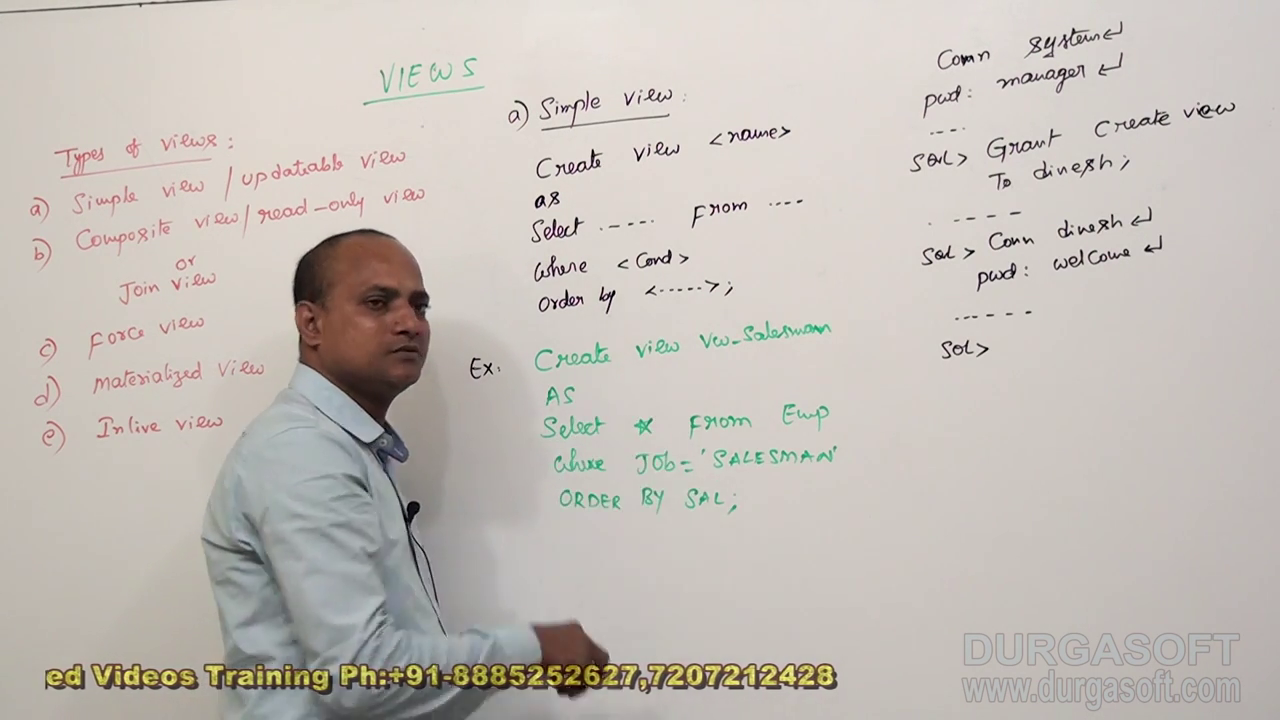 VIEWS
Types of views:
a) Simple view / updateable view
b) Composite view / read-only view
or
Join view
c) Force view
d) Materialized view
e) Inlive view
a) Simple view:
Create view <name>
as
Select ..... From ....
Where <Cond>
Order by <----->;
Ex: Create view Vw_Salesman
AS
Select * From Emp
Where Job='SALESMAN'
ORDER BY SAL;
Conn system↵
pwd: manager↵
....
SQL> Grant Create view
To dinesh;
.----
SQL> Conn dinesh↵
pwd: welcome↵
......
SQL>
ed Videos Training Ph:+91-8885252627,7207212428
DURGASOFT
www.durgasoft.com